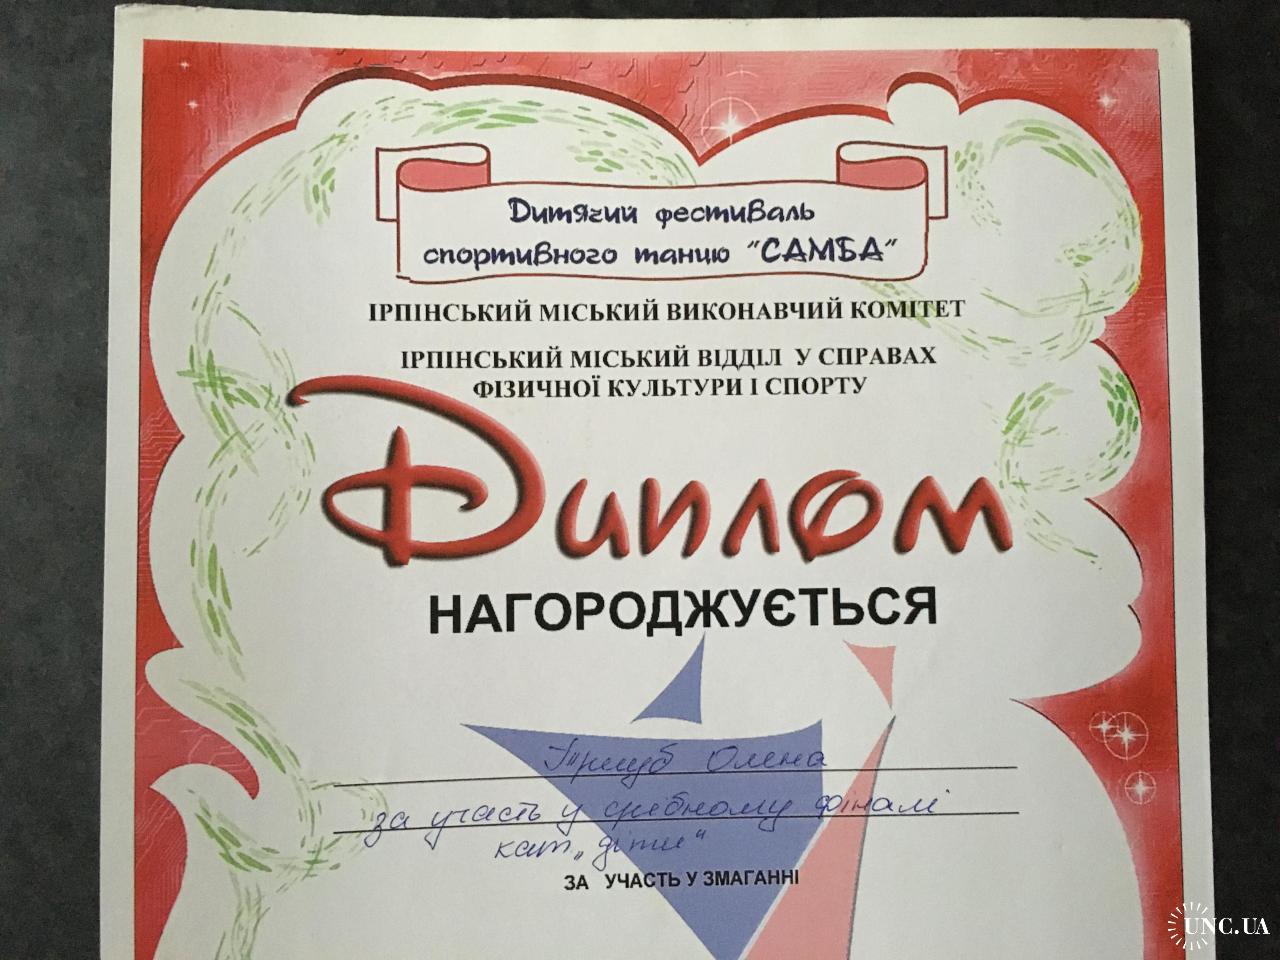 Дитячий фестиваль
спортивного танцю "САМБА"
ІРПІНСЬКИЙ МІСЬКИЙ ВИКОНАВЧИЙ КОМІТЕТ
ІРПІНСЬКИЙ МІСЬКИЙ ВІДДІЛ У СПРАВАХ
ФІЗИЧНОЇ КУЛЬТУРИ І СПОРТУ
Диплом
НАГОРОДЖУЄТЬСЯ
Олена
за участь у срібному фіналі
кат „діти"
ЗА УЧАСТЬ У ЗМАГАННІ
UNC.UA